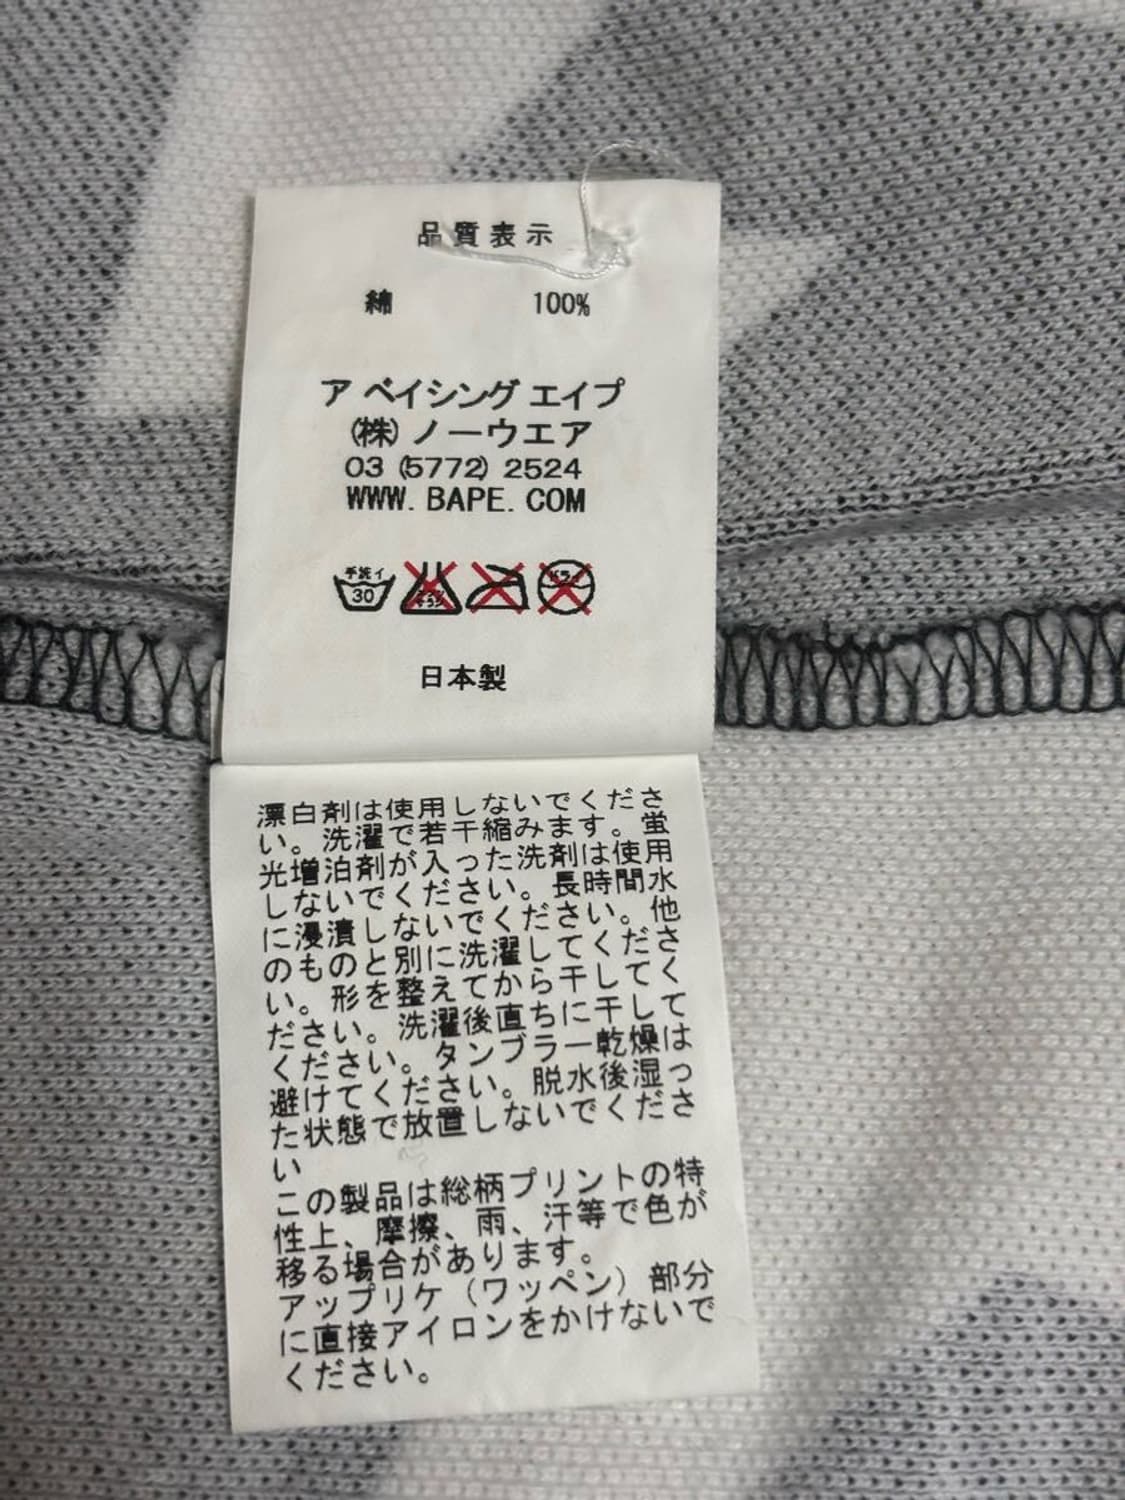 品質表示
綿 100%
ア ベイシング エイプ
(株) ノーウエア
03 (5772) 2524
WWW. BAPE. COM
手洗イ
30
日本製
漂白剤は使用しないでくださ
い。洗濯で若干縮みます。蛍
光増泊剤が入った洗剤は使用
しないでください。長時間水
に浸漬しないでください。他
のものと別に洗濯してくださ
い。形を整えてから干してく
ださい。洗濯後直ちに干して
ください。タンブラー乾燥は
避けてください。脱水後湿っ
た状態で放置しないでくださ
い
この製品は総柄プリントの特
性上、摩擦、雨、汗等で色が
移る場合があります。
アップリケ（ワッペン）部分
に直接アイロンをかけないで
ください。